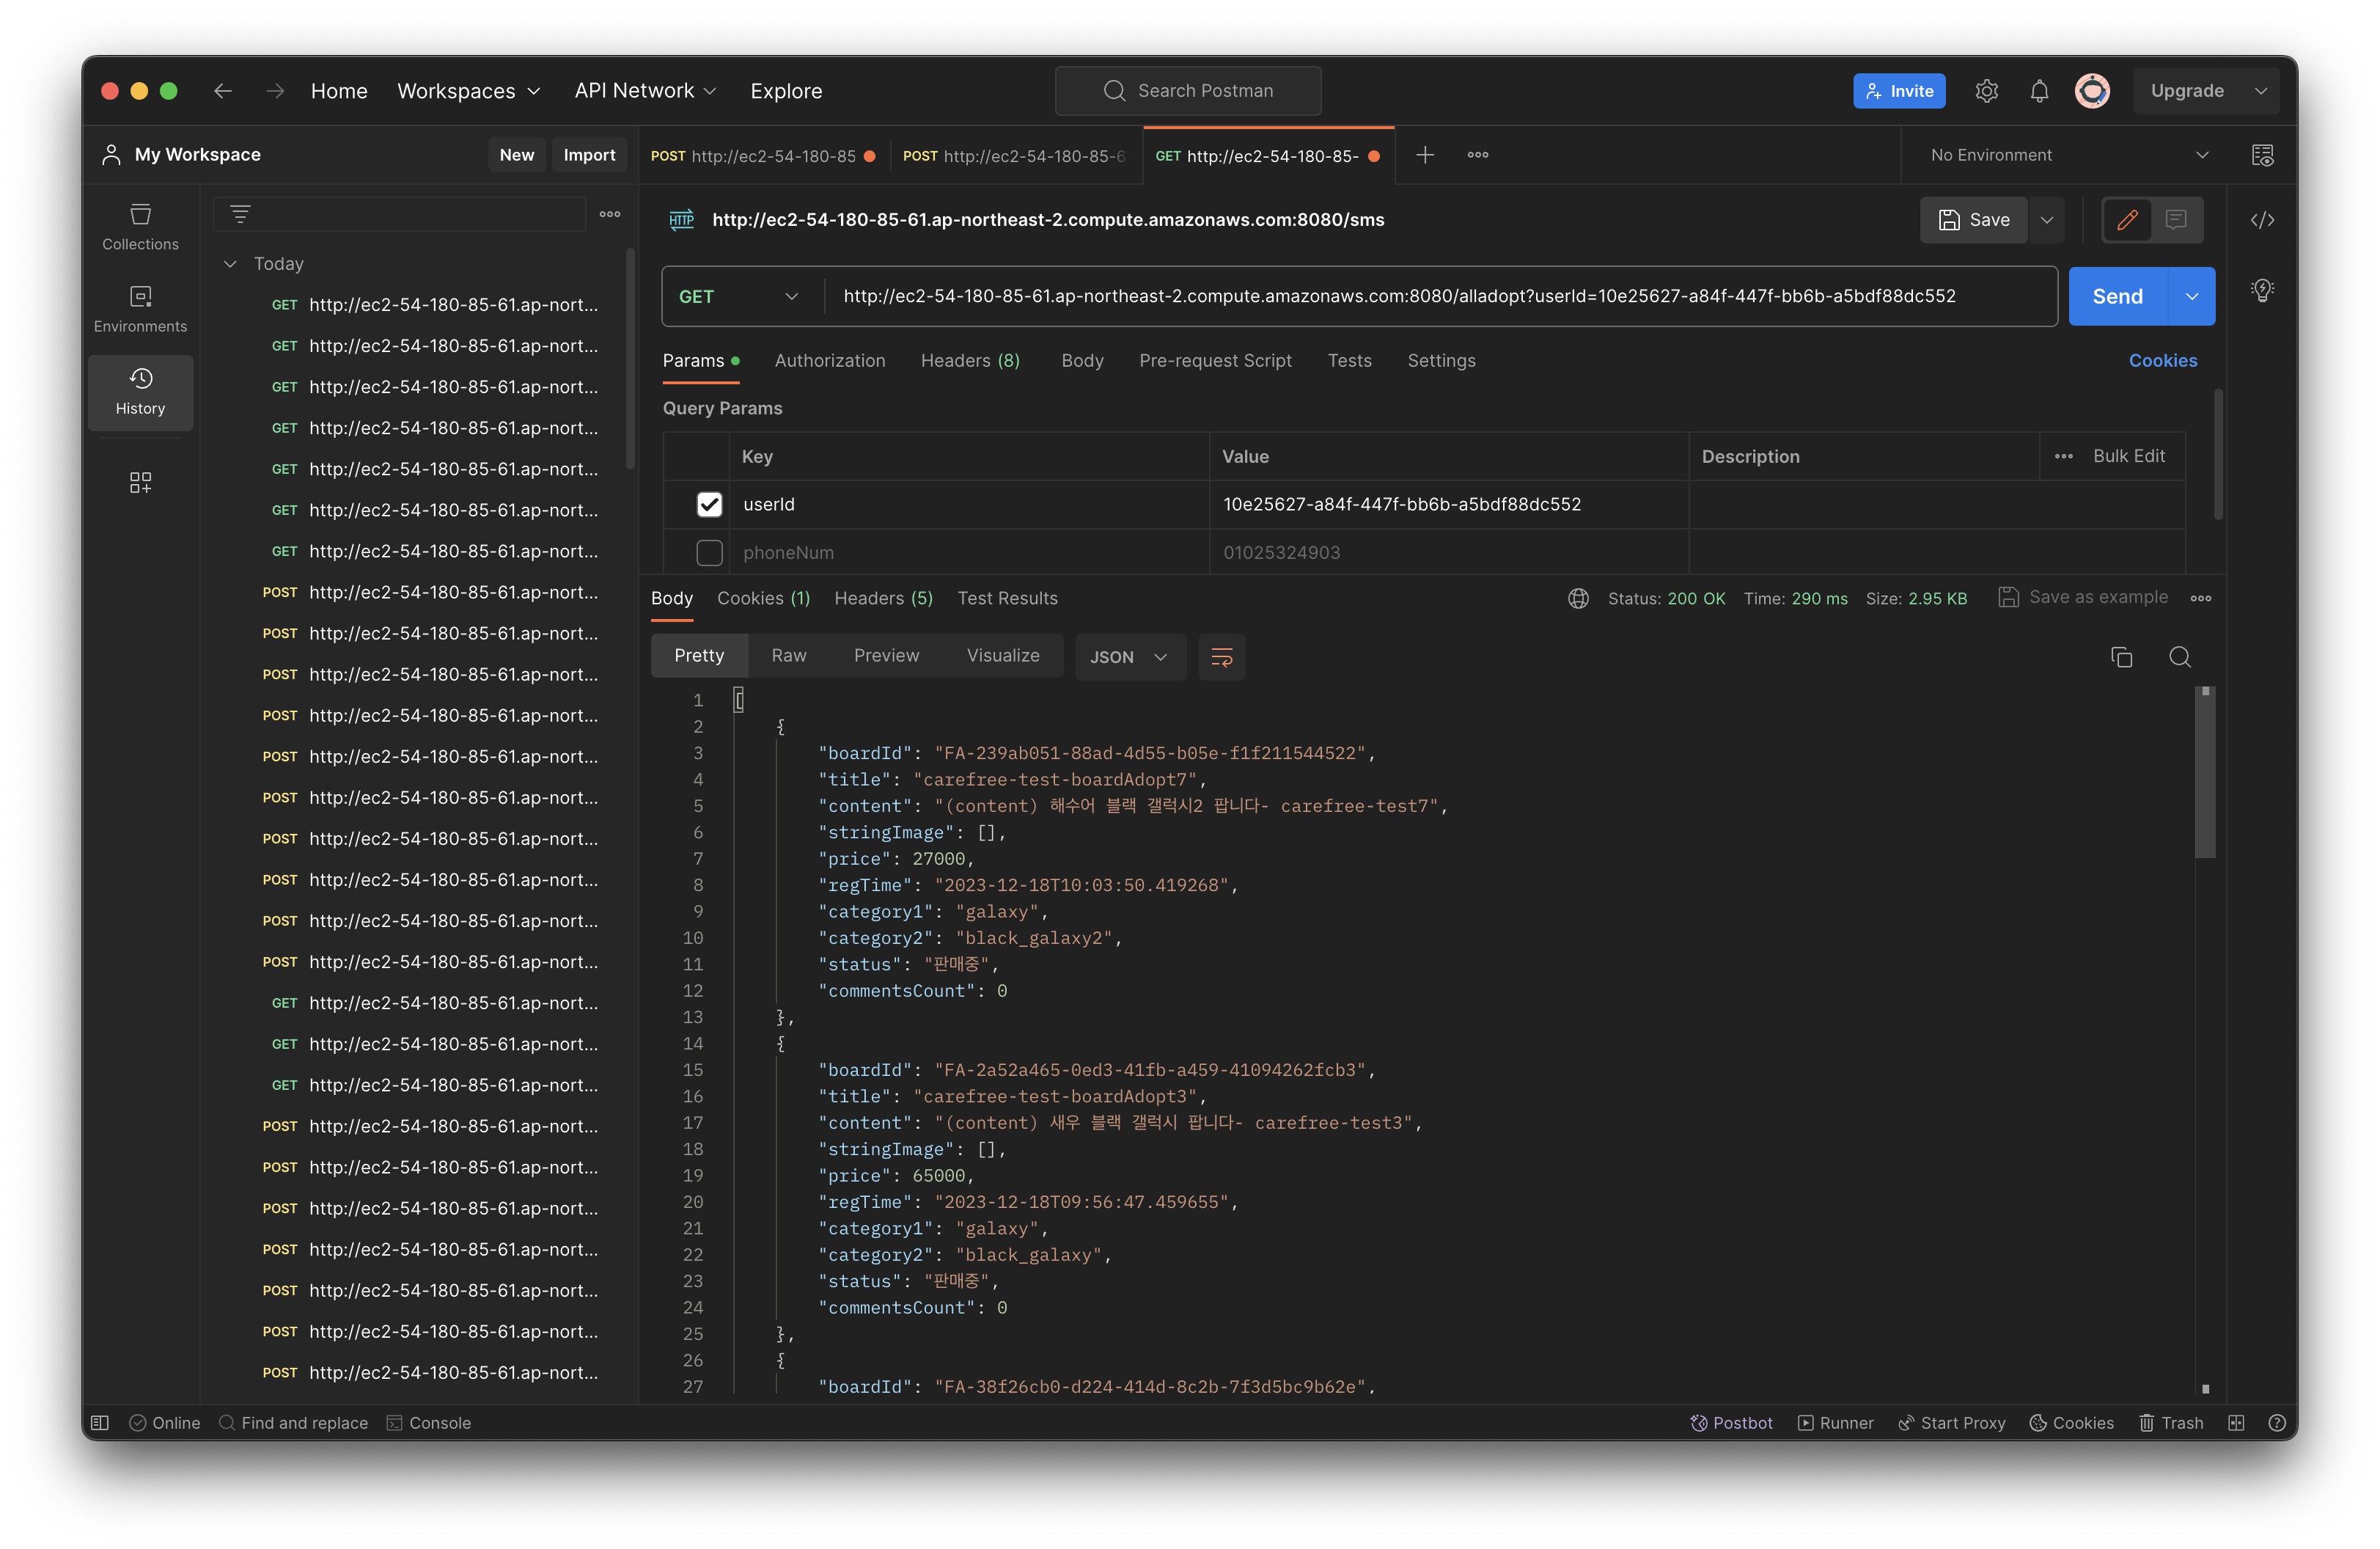 Home Workspaces API Network Explore Search Postman Invite Upgrade
My Workspace New Import POST http://ec2-54-180-85 POST http://ec2-54-180-85-6 GET http://ec2-54-180-85- No Environment
Collections
Environments
History
Today
GET http://ec2-54-180-85-61.ap-nort...
GET http://ec2-54-180-85-61.ap-nort...
GET http://ec2-54-180-85-61.ap-nort...
GET http://ec2-54-180-85-61.ap-nort...
GET http://ec2-54-180-85-61.ap-nort...
GET http://ec2-54-180-85-61.ap-nort...
GET http://ec2-54-180-85-61.ap-nort...
POST http://ec2-54-180-85-61.ap-nort...
POST http://ec2-54-180-85-61.ap-nort...
POST http://ec2-54-180-85-61.ap-nort...
POST http://ec2-54-180-85-61.ap-nort...
POST http://ec2-54-180-85-61.ap-nort...
POST http://ec2-54-180-85-61.ap-nort...
POST http://ec2-54-180-85-61.ap-nort...
POST http://ec2-54-180-85-61.ap-nort...
POST http://ec2-54-180-85-61.ap-nort...
POST http://ec2-54-180-85-61.ap-nort...
GET http://ec2-54-180-85-61.ap-nort...
GET http://ec2-54-180-85-61.ap-nort...
GET http://ec2-54-180-85-61.ap-nort...
POST http://ec2-54-180-85-61.ap-nort...
POST http://ec2-54-180-85-61.ap-nort...
POST http://ec2-54-180-85-61.ap-nort...
POST http://ec2-54-180-85-61.ap-nort...
POST http://ec2-54-180-85-61.ap-nort...
POST http://ec2-54-180-85-61.ap-nort...
POST http://ec2-54-180-85-61.ap-nort...
HTTP http://ec2-54-180-85-61.ap-northeast-2.compute.amazonaws.com:8080/sms Save
GET http://ec2-54-180-85-61.ap-northeast-2.compute.amazonaws.com:8080/alladopt?userId=10e25627-a84f-447f-bb6b-a5bdf88dc552 Send
Params Authorization Headers (8) Body Pre-request Script Tests Settings Cookies
Query Params
Key Value Description Bulk Edit
userId 10e25627-a84f-447f-bb6b-a5bdf88dc552
phoneNum 01025324903
Body Cookies (1) Headers (5) Test Results Status: 200 OK Time: 290 ms Size: 2.95 KB Save as example
Pretty Raw Preview Visualize JSON
1 [
2 {
3 "boardId": "FA-239ab051-88ad-4d55-b05e-f1f211544522",
4 "title": "carefree-test-boardAdopt7",
5 "content": "(content) 해수어 블랙 갤럭시2 팝니다- carefree-test7",
6 "stringImage": [],
7 "price": 27000,
8 "regTime": "2023-12-18T10:03:50.419268",
9 "category1": "galaxy",
10 "category2": "black_galaxy2",
11 "status": "판매중",
12 "commentsCount": 0
13 },
14 {
15 "boardId": "FA-2a52a465-0ed3-41fb-a459-41094262fcb3",
16 "title": "carefree-test-boardAdopt3",
17 "content": "(content) 새우 블랙 갤럭시 팝니다- carefree-test3",
18 "stringImage": [],
19 "price": 65000,
20 "regTime": "2023-12-18T09:56:47.459655",
21 "category1": "galaxy",
22 "category2": "black_galaxy",
23 "status": "판매중",
24 "commentsCount": 0
25 },
26 {
27 "boardId": "FA-38f26cb0-d224-414d-8c2b-7f3d5bc9b62e",
Online Find and replace Console Postbot Runner Start Proxy Cookies Trash